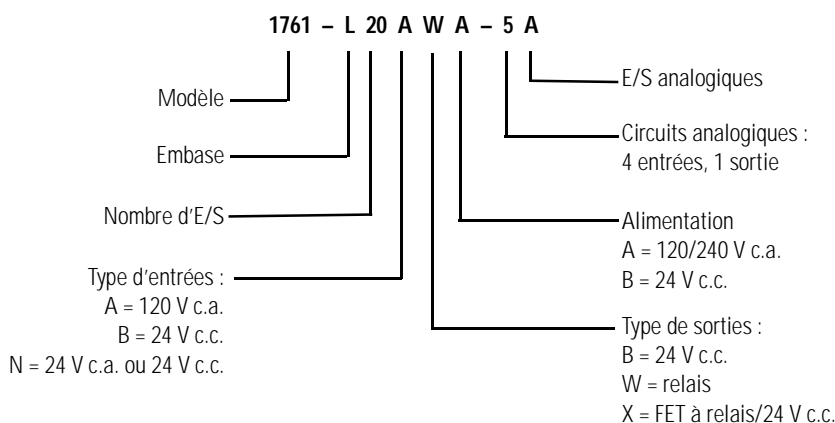 1761 – L 20 A W A – 5 A
Modèle
Embase
Nombre d'E/S
Type d'entrées :
A = 120 V c.a.
B = 24 V c.c.
N = 24 V c.a. ou 24 V c.c.
E/S analogiques
Circuits analogiques :
4 entrées, 1 sortie
Alimentation
A = 120/240 V c.a.
B = 24 V c.c.
Type de sorties :
B = 24 V c.c.
W = relais
X = FET à relais/24 V c.c.